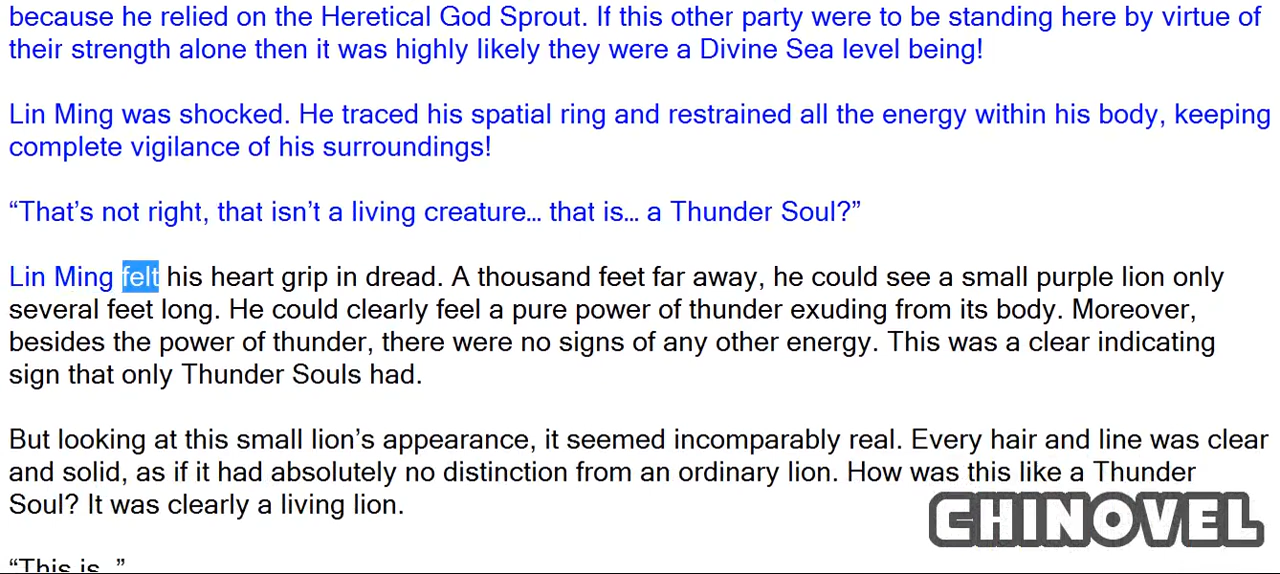 because he relied on the Heretical God Sprout. If this other party were to be standing here by virtue of
their strength alone then it was highly likely they were a Divine Sea level being!
Lin Ming was shocked. He traced his spatial ring and restrained all the energy within his body, keeping
complete vigilance of his surroundings!
“That’s not right, that isn’t a living creature… that is… a Thunder Soul?”
Lin Ming felt his heart grip in dread. A thousand feet far away, he could see a small purple lion only
several feet long. He could clearly feel a pure power of thunder exuding from its body. Moreover,
besides the power of thunder, there were no signs of any other energy. This was a clear indicating
sign that only Thunder Souls had.
But looking at this small lion’s appearance, it seemed incomparably real. Every hair and line was clear
and solid, as if it had absolutely no distinction from an ordinary lion. How was this like a Thunder
Soul? It was clearly a living lion.
CHINOVEL
“This is…”